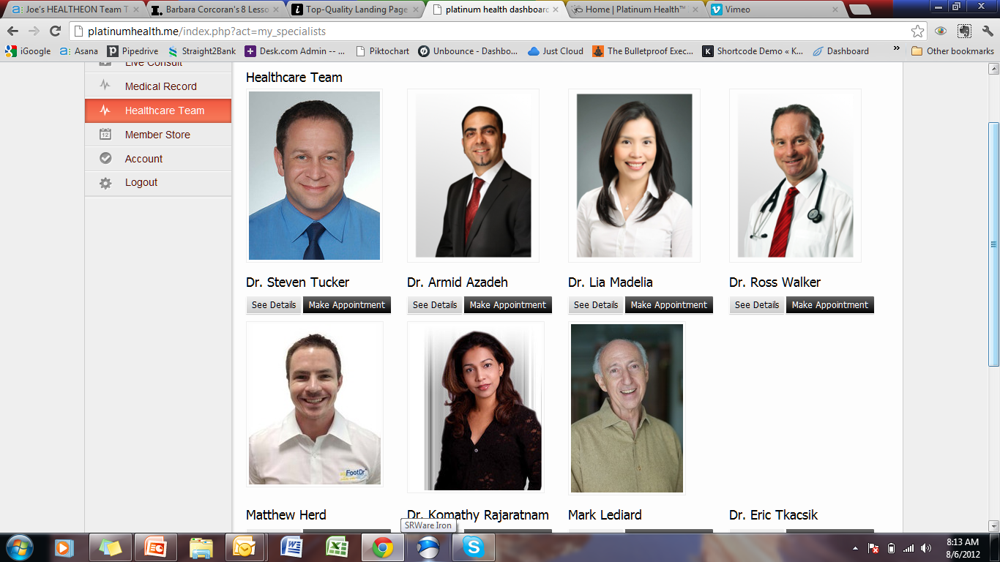 Joe's HEALTHEON Team T
Barbara Corcoran's 8 Lesso
Top-Quality Landing Page
platinum health dashboard
Home | Platinum Health™
Vimeo
platinumhealth.me/index.php?act=my_specialists
iGoogle
Asana
Pipedrive
Straight2Bank
Desk.com Admin -- ...
Piktochart
Unbounce - Dashbo...
Just Cloud
The Bulletproof Exec...
Shortcode Demo « K...
Dashboard
»
Other bookmarks
Live Consult
Medical Record
Healthcare Team
Member Store
Account
Logout
Healthcare Team
Dr. Steven Tucker
Dr. Armid Azadeh
Dr. Lia Madelia
Dr. Ross Walker
See Details Make Appointment
See Details Make Appointment
See Details Make Appointment
See Details Make Appointment
FootDr
Matthew Herd
Dr. Komathy Rajaratnam
Mark Lediard
Dr. Eric Tkacsik
SRWare Iron
8:13 AM
8/6/2012